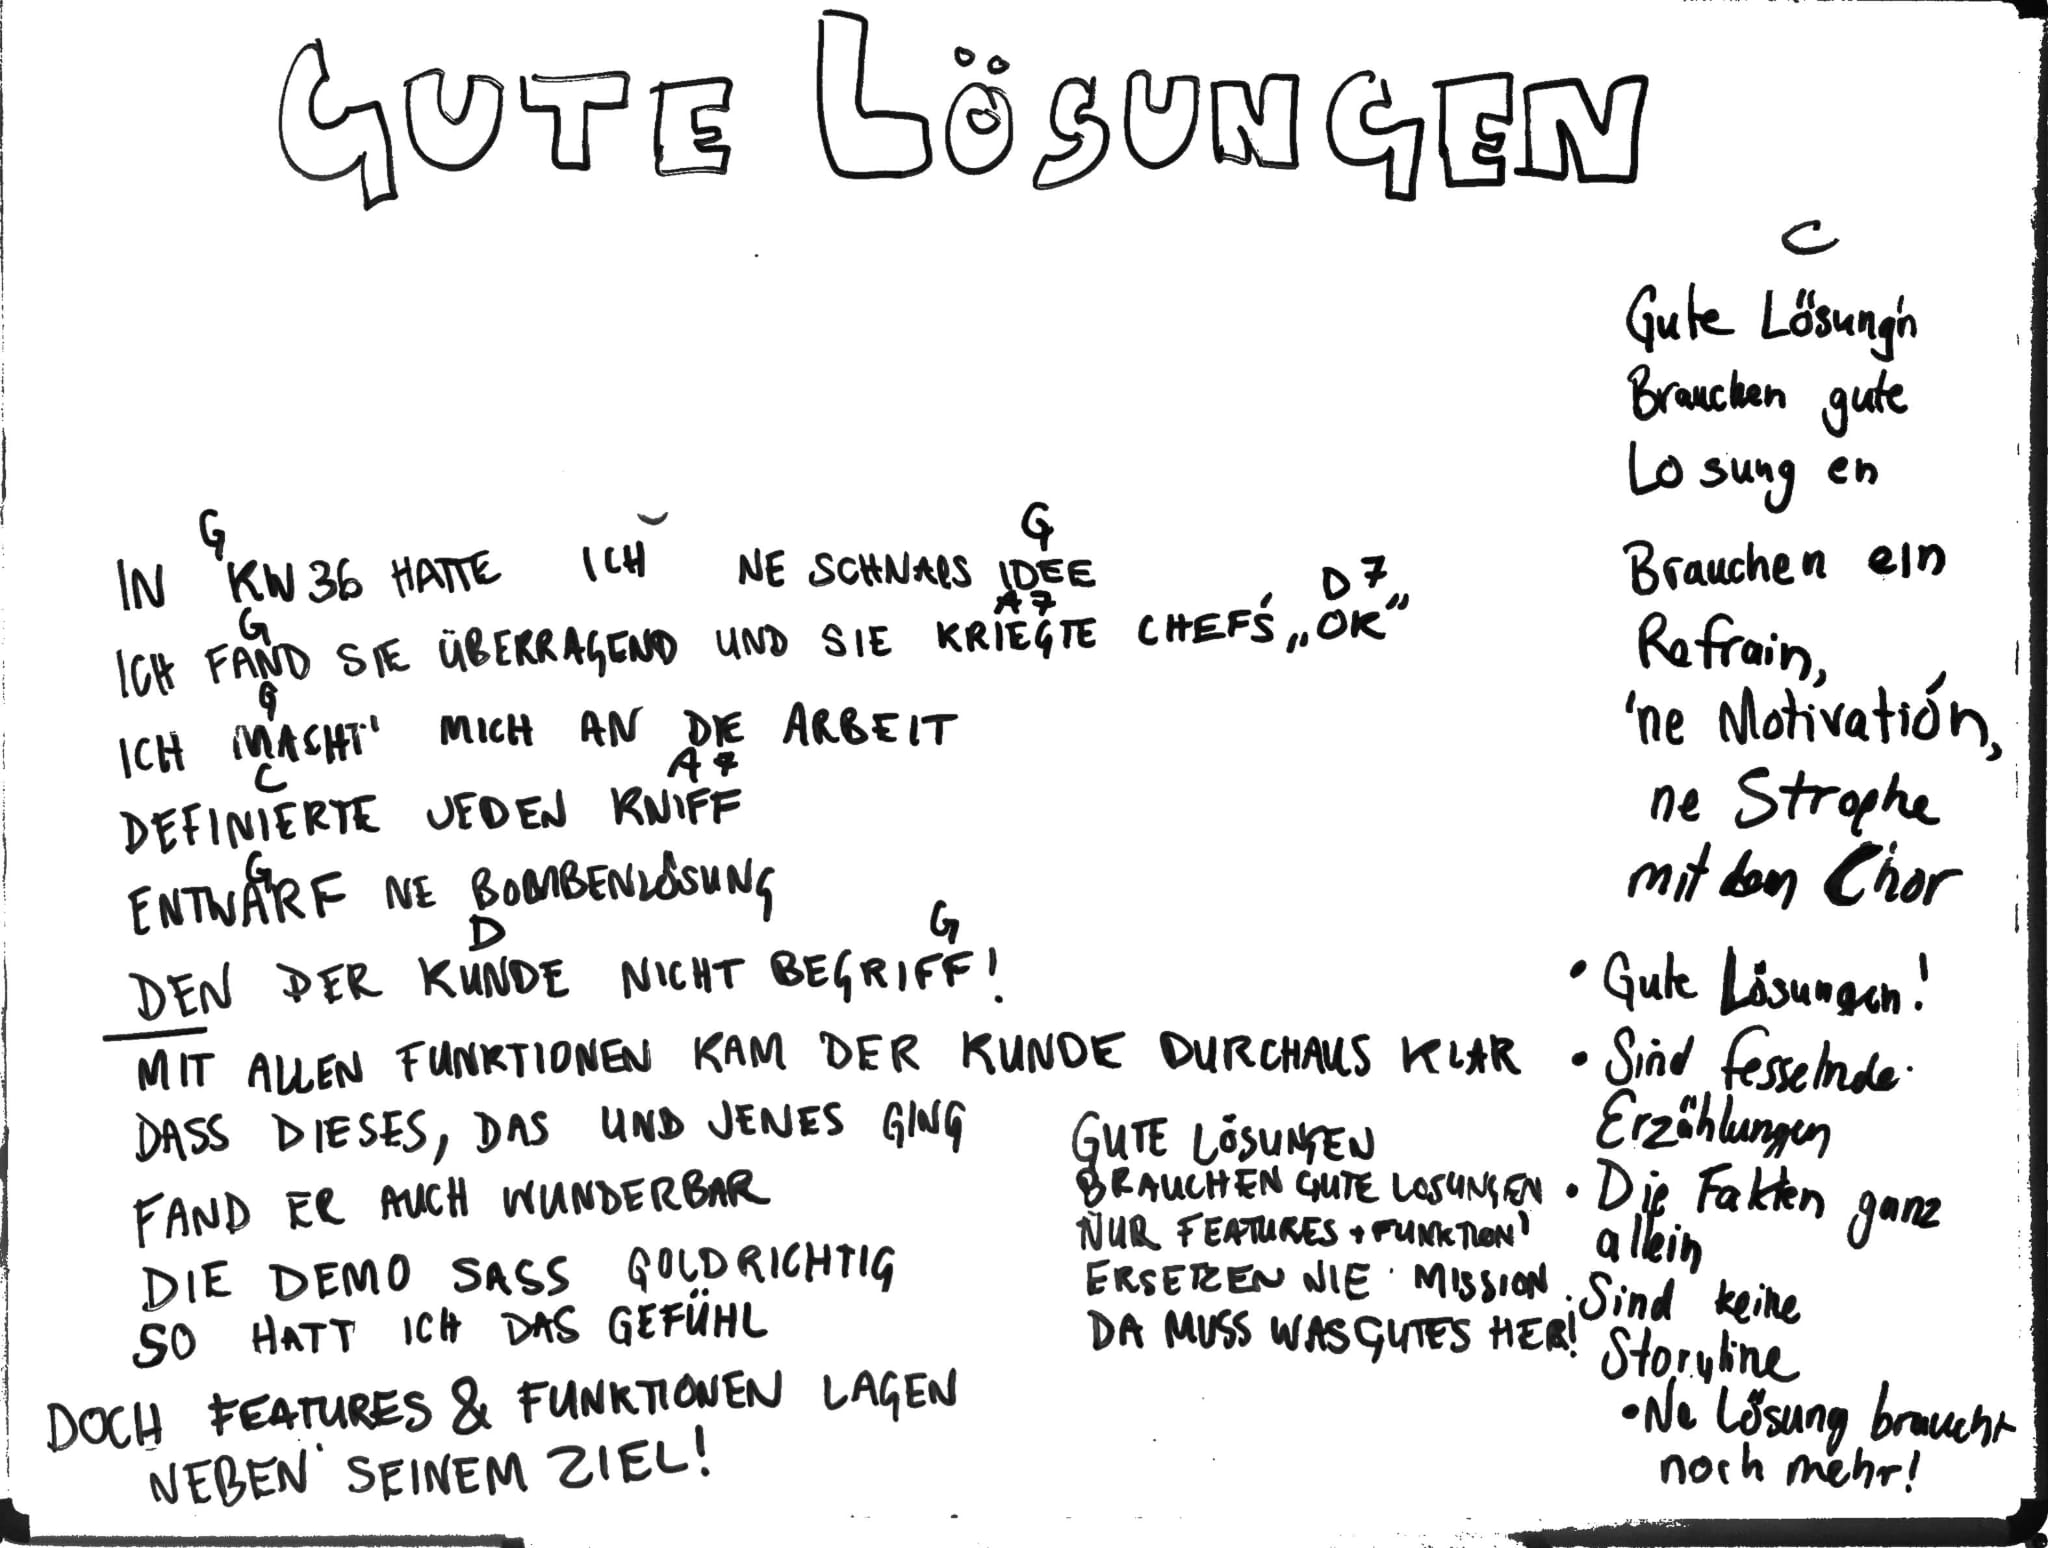 GUTE LÖSUNGEN
G G
IN KW 36 HATTE ICH NE SCHNAPS IDEE
G A7 D7
ICH FAND SIE ÜBERRAGEND UND SIE KRIEGTE CHEF'S „OK"
G
ICH MACHT' MICH AN DIE ARBEIT
C A7
DEFINIERTE JEDEN KNIFF
G
ENTWARF NE BOMBENLÖSUNG
D G
DEN DER KUNDE NICHT BEGRIFF!
MIT ALLEN FUNKTIONEN KAM DER KUNDE DURCHAUS KLAR
DASS DIESES, DAS UND JENES GING
FAND ER AUCH WUNDERBAR
DIE DEMO SASS GOLDRICHTIG
SO HATT ICH DAS GEFÜHL
DOCH FEATURES & FUNKTIONEN LAGEN
NEBEN SEINEM ZIEL!
GUTE LÖSUNGEN
BRAUCHEN GUTE LOSUNGEN
NUR FEATURES + FUNKTION'
ERSETZEN NIE MISSION
DA MUSS WAS GUTES HER!
C
Gute Lösung'n
Brauchen gute
Lo sung en
Brauchen ein
Refrain,
'ne Motivatión,
ne Strophe
mit dem Chor
• Gute Lösungen!
• Sind fesselnde
Erzählungen
• Die Fakten ganz
allein
• Sind keine
Storyline
• Ne Lösung braucht
noch mehr!